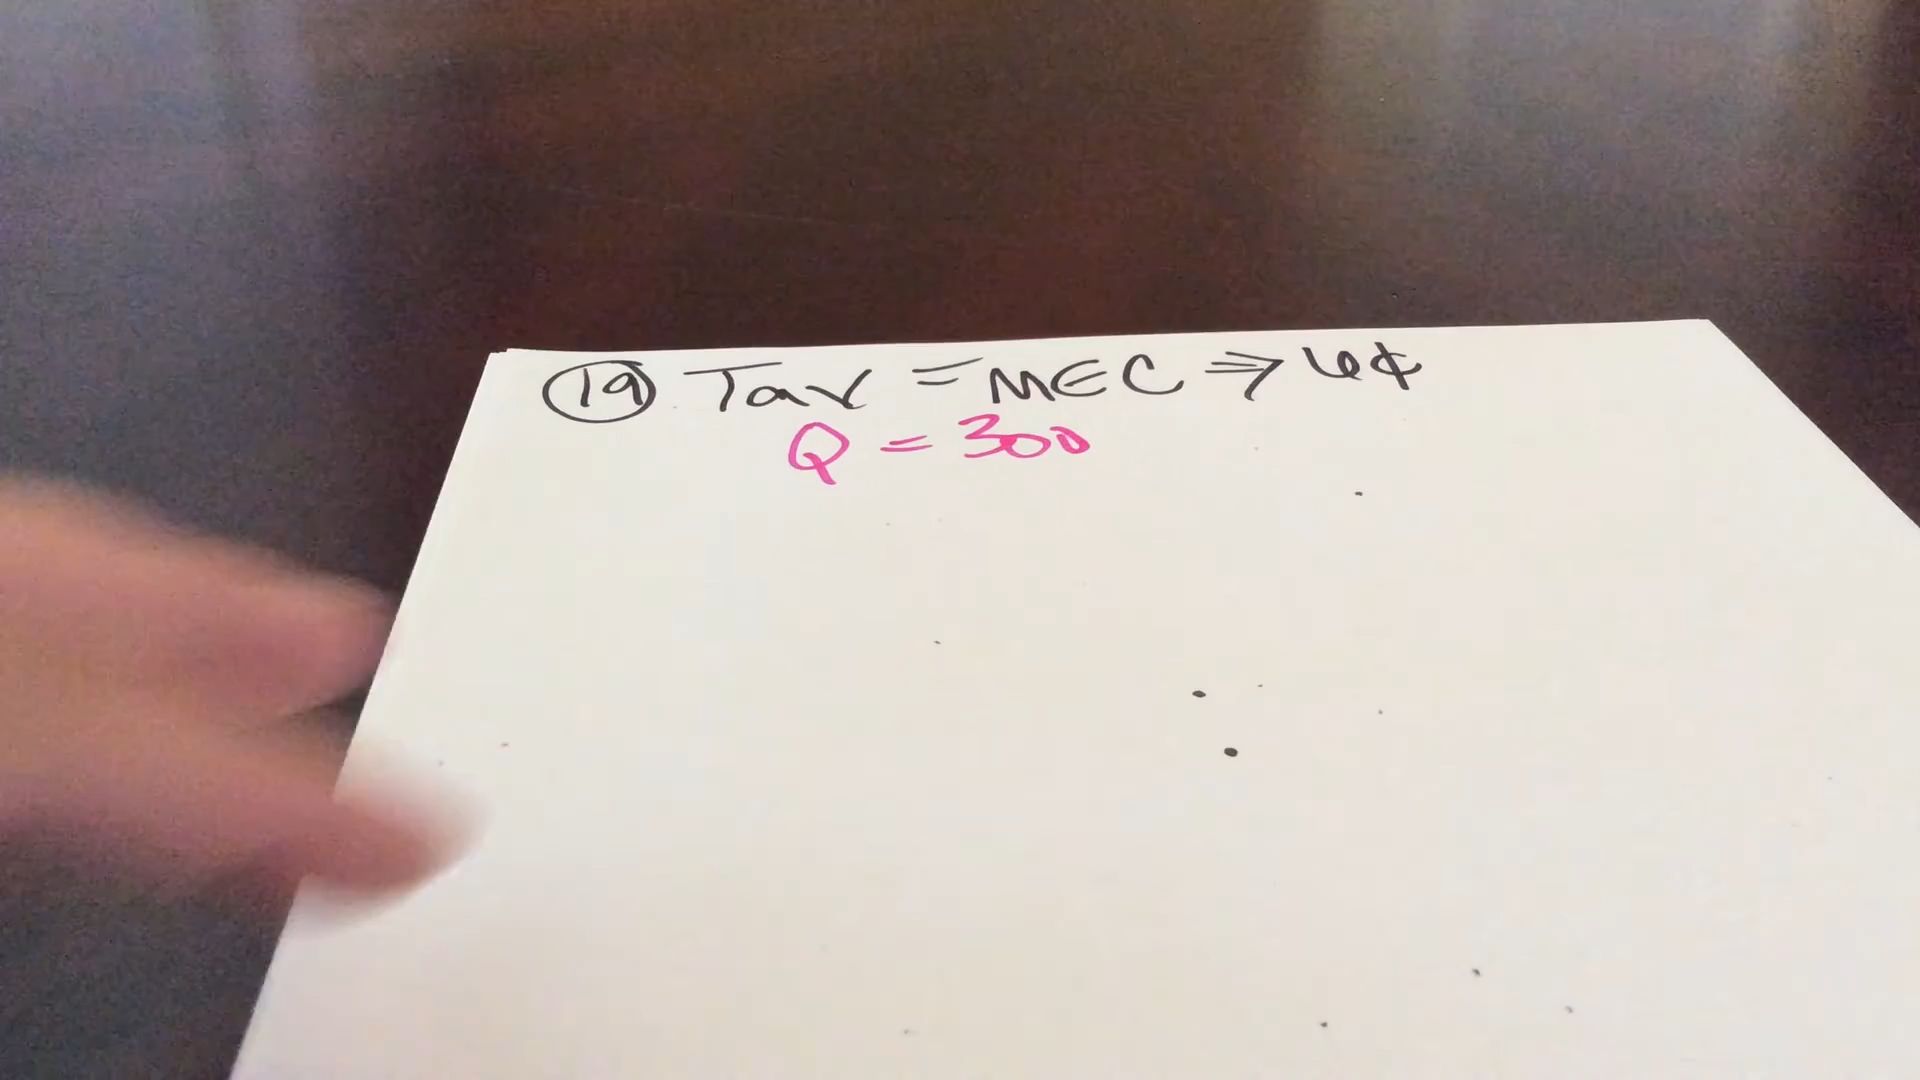 19 Tax = MEC ⇒ 6¢
Q = 300